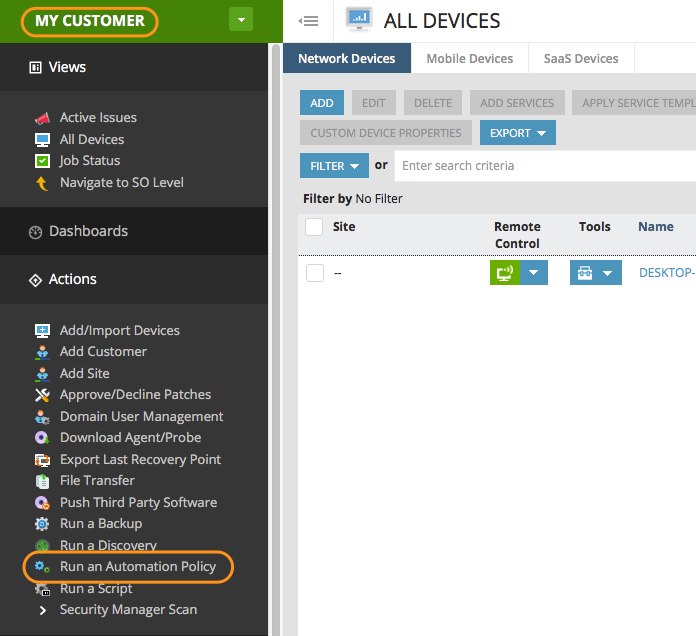 MY CUSTOMER
Views
Active Issues
All Devices
Job Status
Navigate to SO Level
Dashboards
Actions
Add/Import Devices
Add Customer
Add Site
Approve/Decline Patches
Domain User Management
Download Agent/Probe
Export Last Recovery Point
File Transfer
Push Third Party Software
Run a Backup
Run a Discovery
Run an Automation Policy
Run a Script
Security Manager Scan
ALL DEVICES
Network Devices Mobile Devices SaaS Devices
ADD EDIT DELETE ADD SERVICES APPLY SERVICE TEMPL
CUSTOM DEVICE PROPERTIES EXPORT
FILTER or Enter search criteria
Filter by No Filter
Site Remote Control Tools Name
-- DESKTOP-